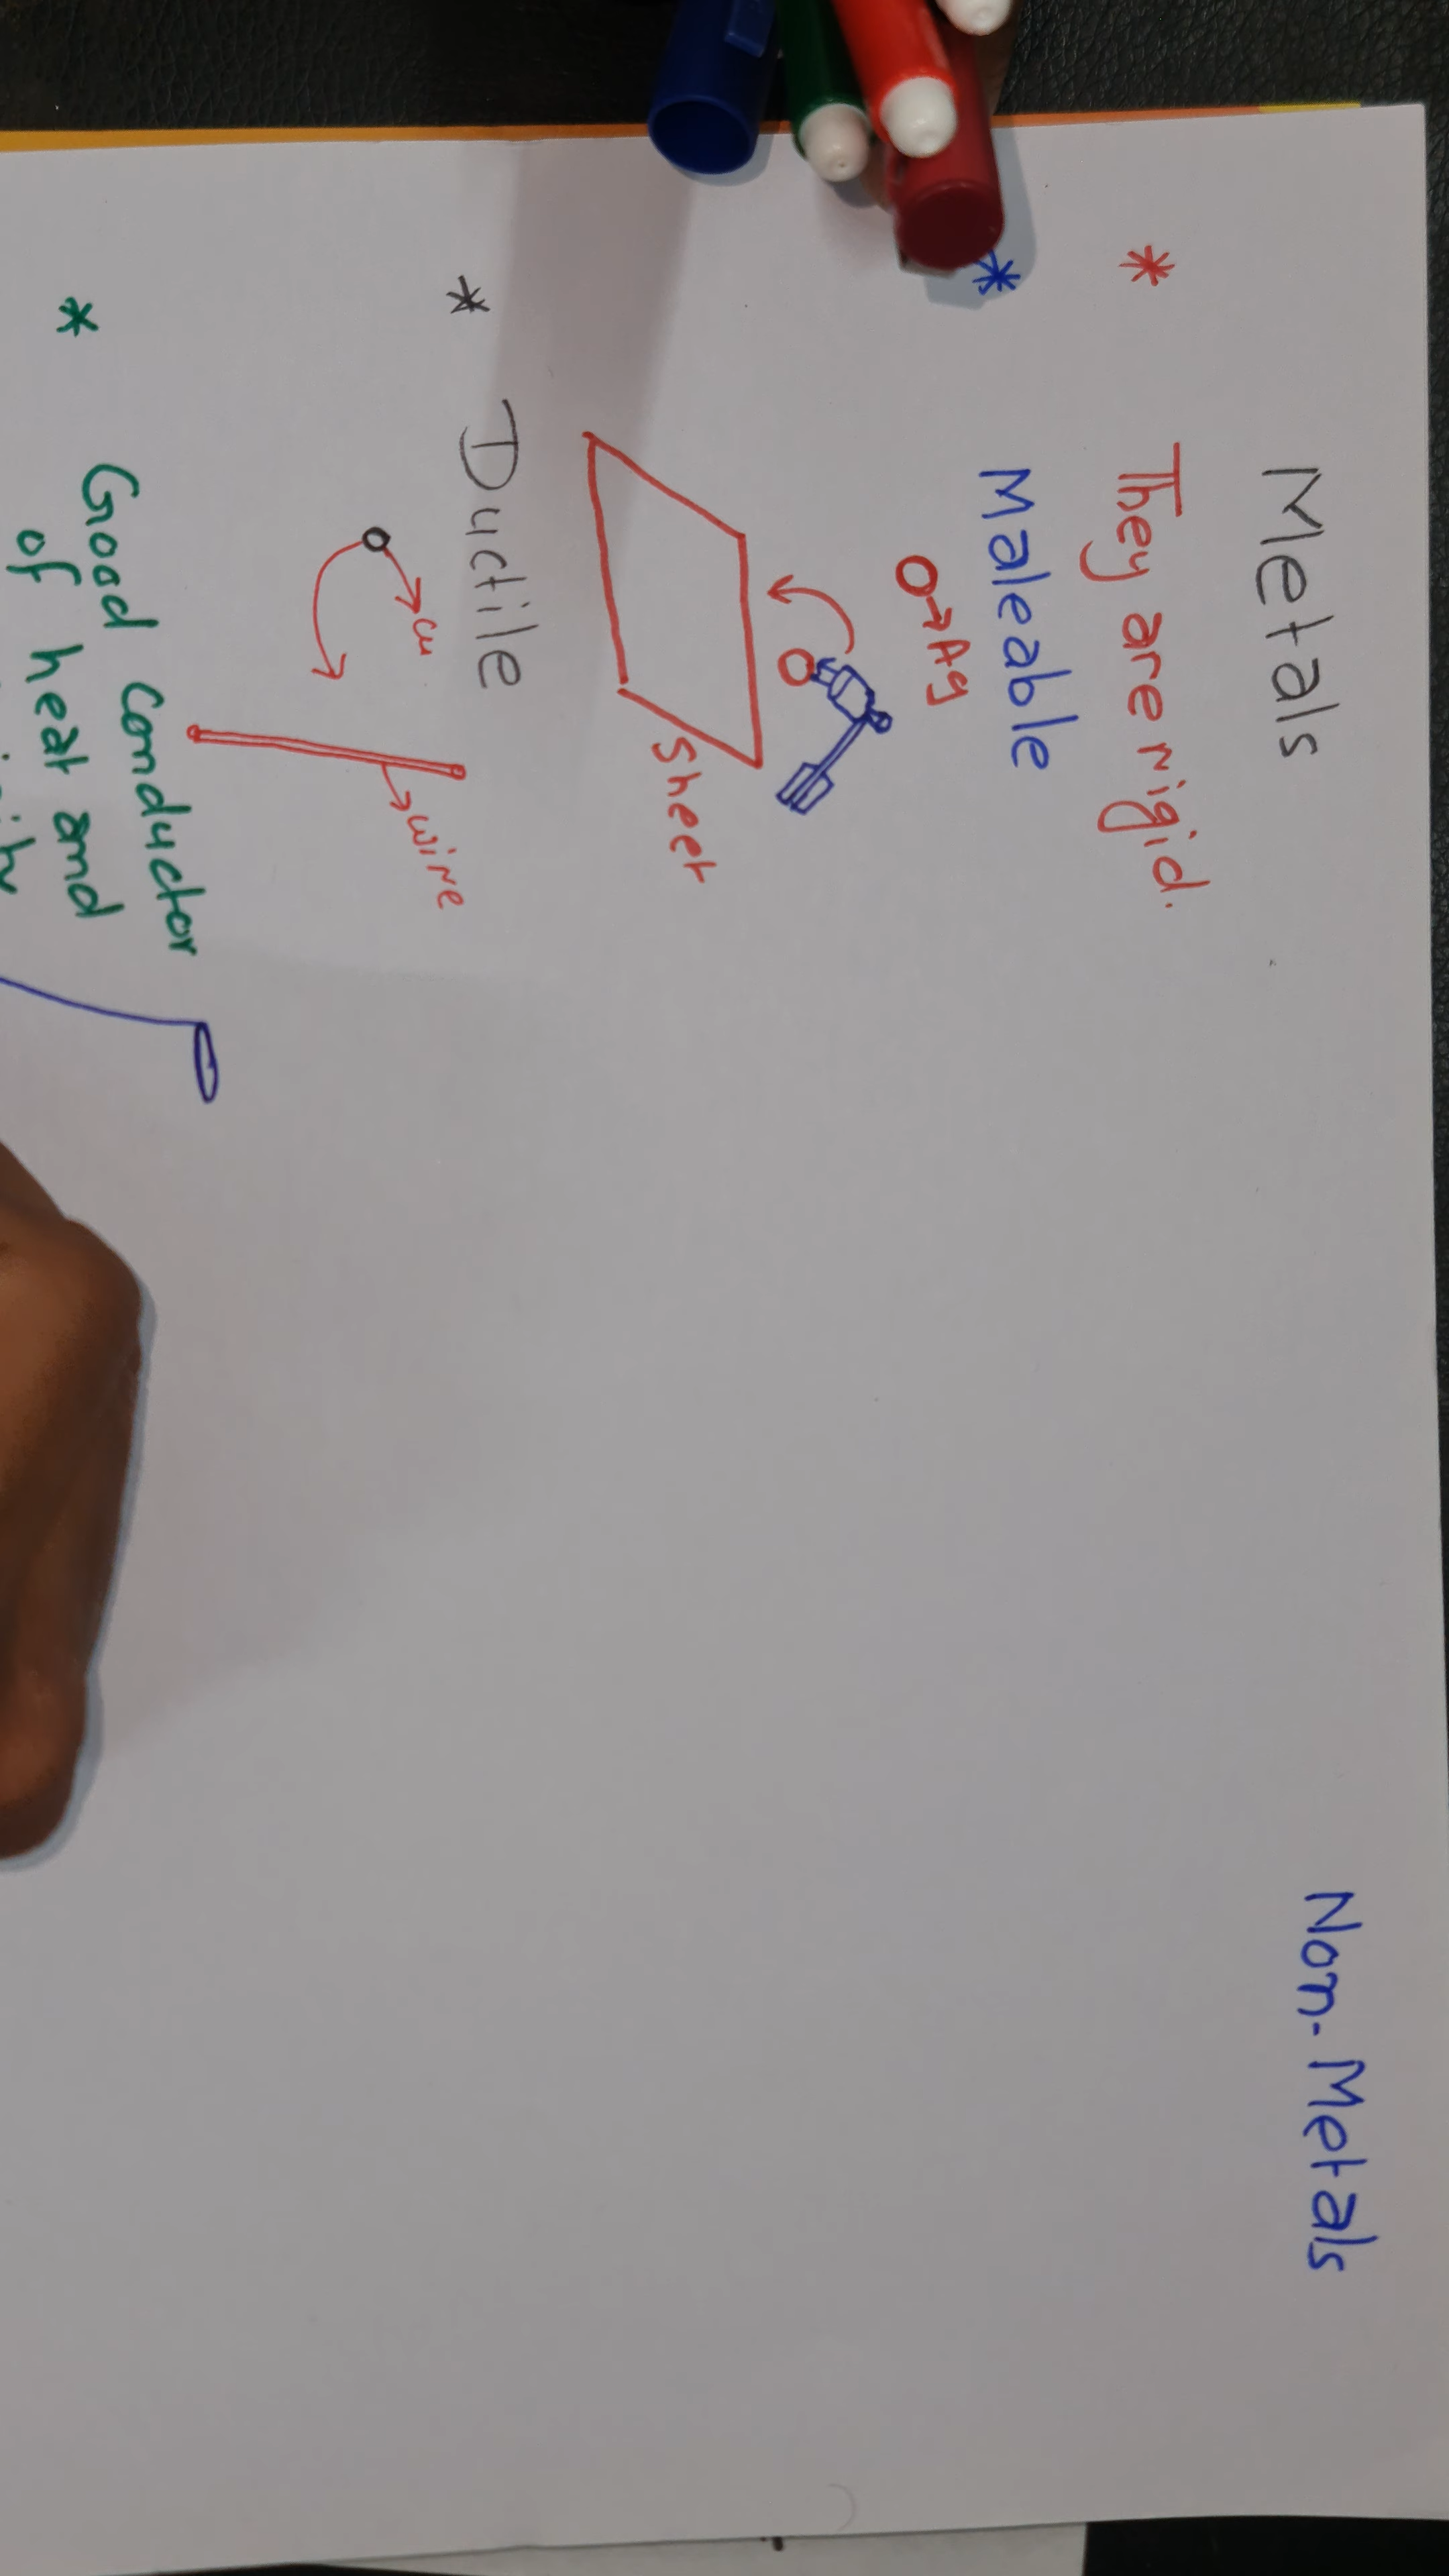 Metals
Non-Metals
* They are rigid.
* Maleable
O→Ag
Sheet
* Ductile
Cu
wire
* Good conductor
of heat and